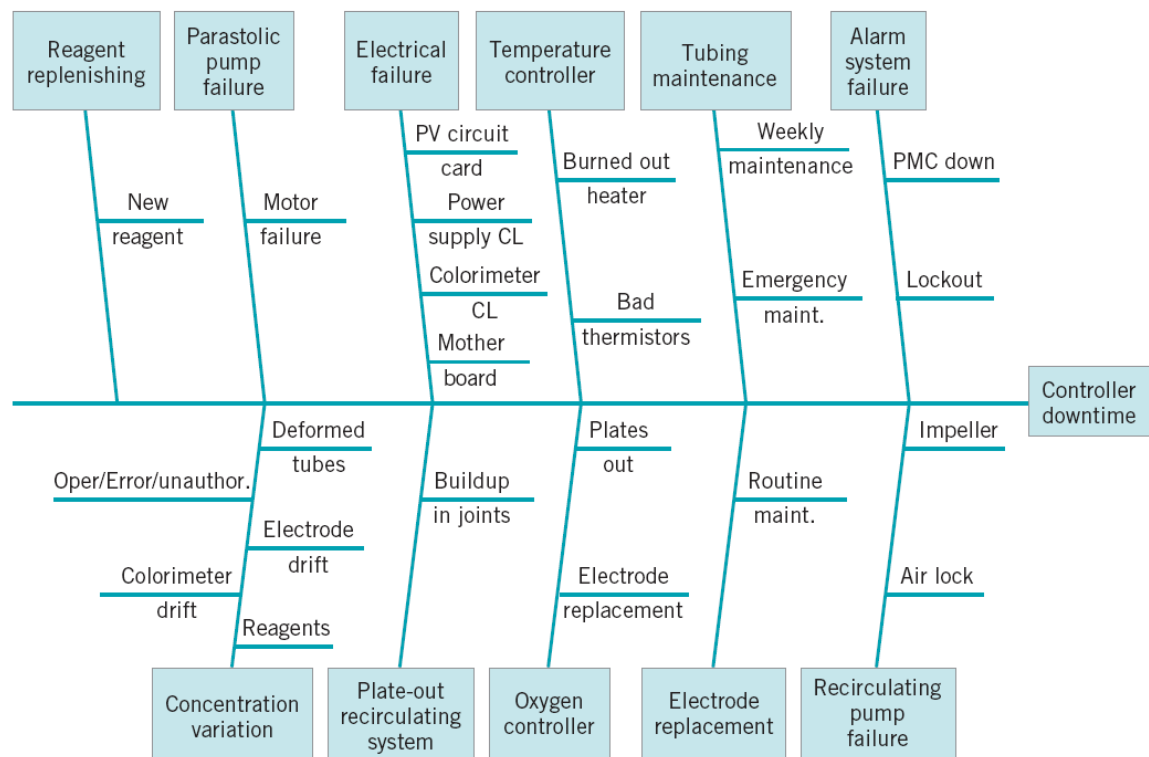 Reagent
replenishing
Parastolic
pump
failure
Electrical
failure
Temperature
controller
Tubing
maintenance
Alarm
system
failure
New
reagent
Motor
failure
PV circuit
card
Power
supply CL
Colorimeter
CL
Mother
board
Burned out
heater
Bad
thermistors
Weekly
maintenance
Emergency
maint.
PMC down
Lockout
Controller
downtime
Deformed
tubes
Oper/Error/unauthor.
Electrode
drift
Colorimeter
drift
Reagents
Buildup
in joints
Plates
out
Electrode
replacement
Routine
maint.
Impeller
Air lock
Concentration
variation
Plate-out
recirculating
system
Oxygen
controller
Electrode
replacement
Recirculating
pump
failure